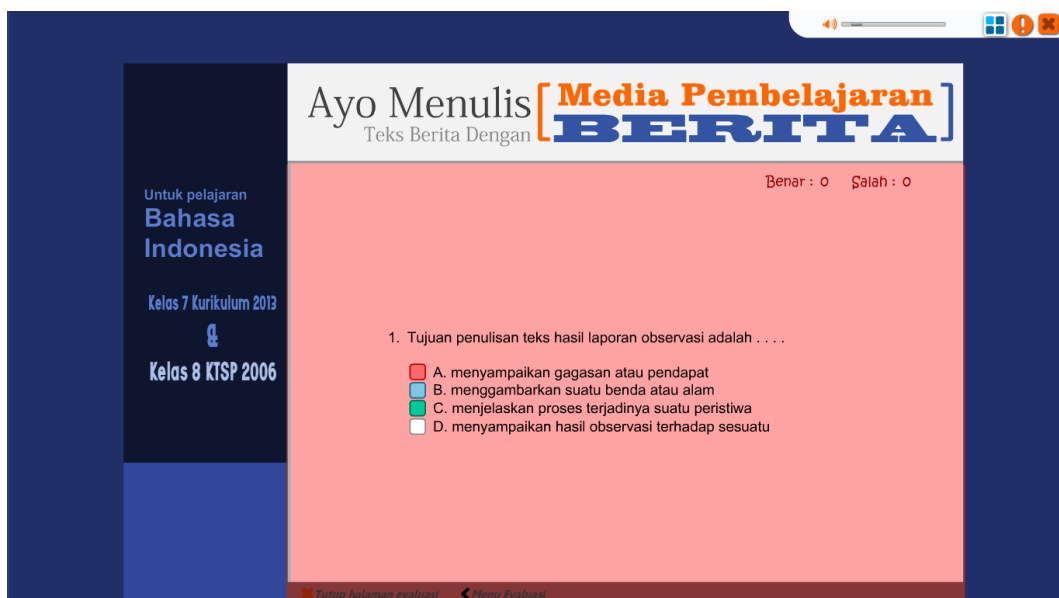 Ayo Menulis
Teks Berita Dengan
Media Pembelajaran
BERITA
Untuk pelajaran
Bahasa
Indonesia
Kelas 7 Kurikulum 2013
&
Kelas 8 KTSP 2006
Benar : 0 Salah : 0
1. Tujuan penulisan teks hasil laporan observasi adalah . . . .
A. menyampaikan gagasan atau pendapat
B. menggambarkan suatu benda atau alam
C. menjelaskan proses terjadinya suatu peristiwa
D. menyampaikan hasil observasi terhadap sesuatu
Tutup halaman evaluasi Menu Evaluasi